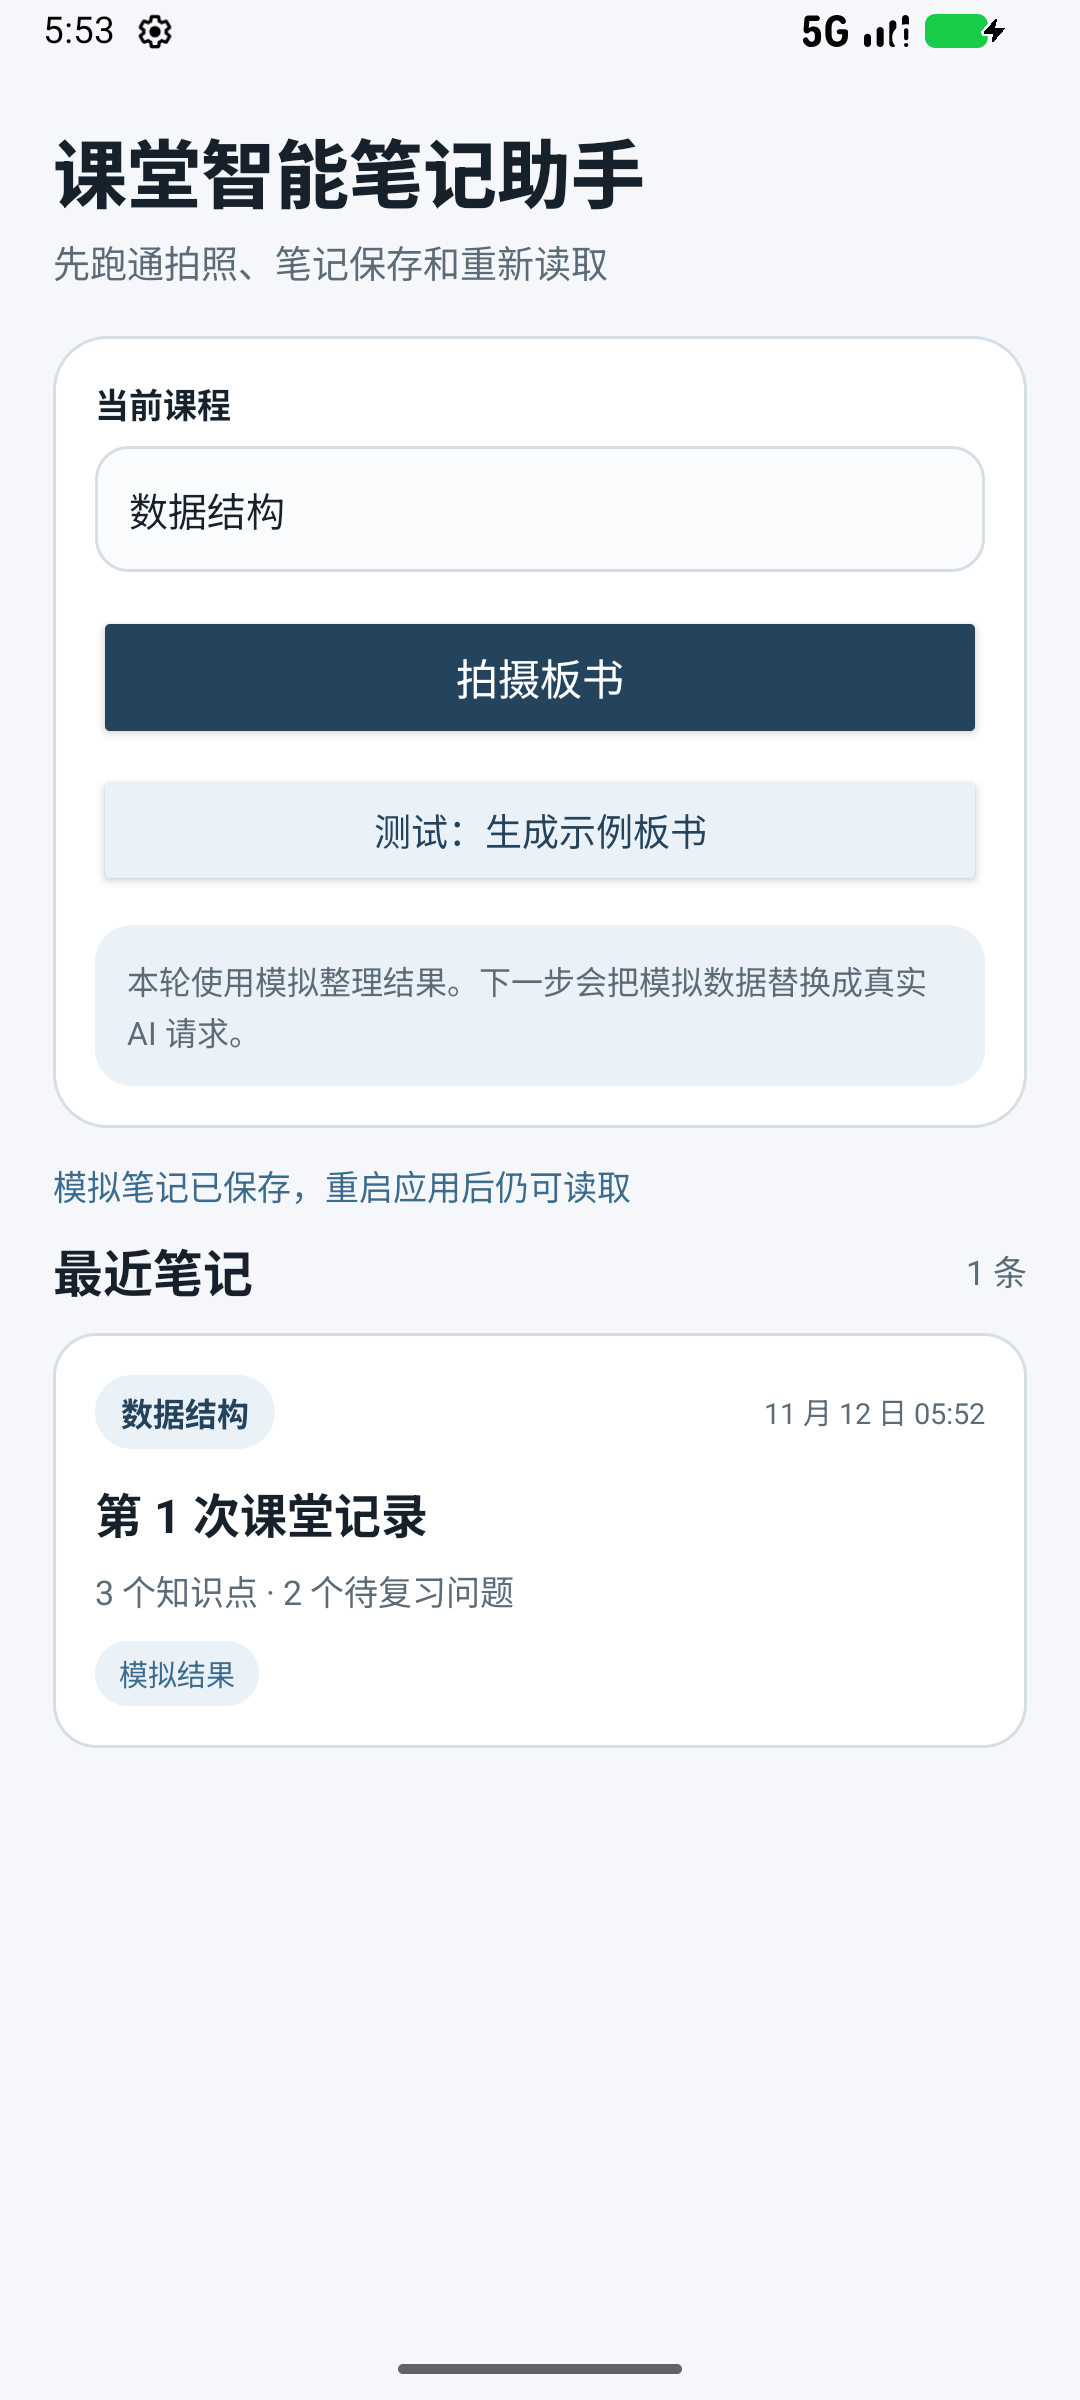 5:53 5G
课堂智能笔记助手
先跑通拍照、笔记保存和重新读取
当前课程
数据结构
拍摄板书
测试：生成示例板书
本轮使用模拟整理结果。下一步会把模拟数据替换成真实
AI 请求。
模拟笔记已保存，重启应用后仍可读取
最近笔记 1 条
数据结构 11 月 12 日 05:52
第 1 次课堂记录
3 个知识点 · 2 个待复习问题
模拟结果